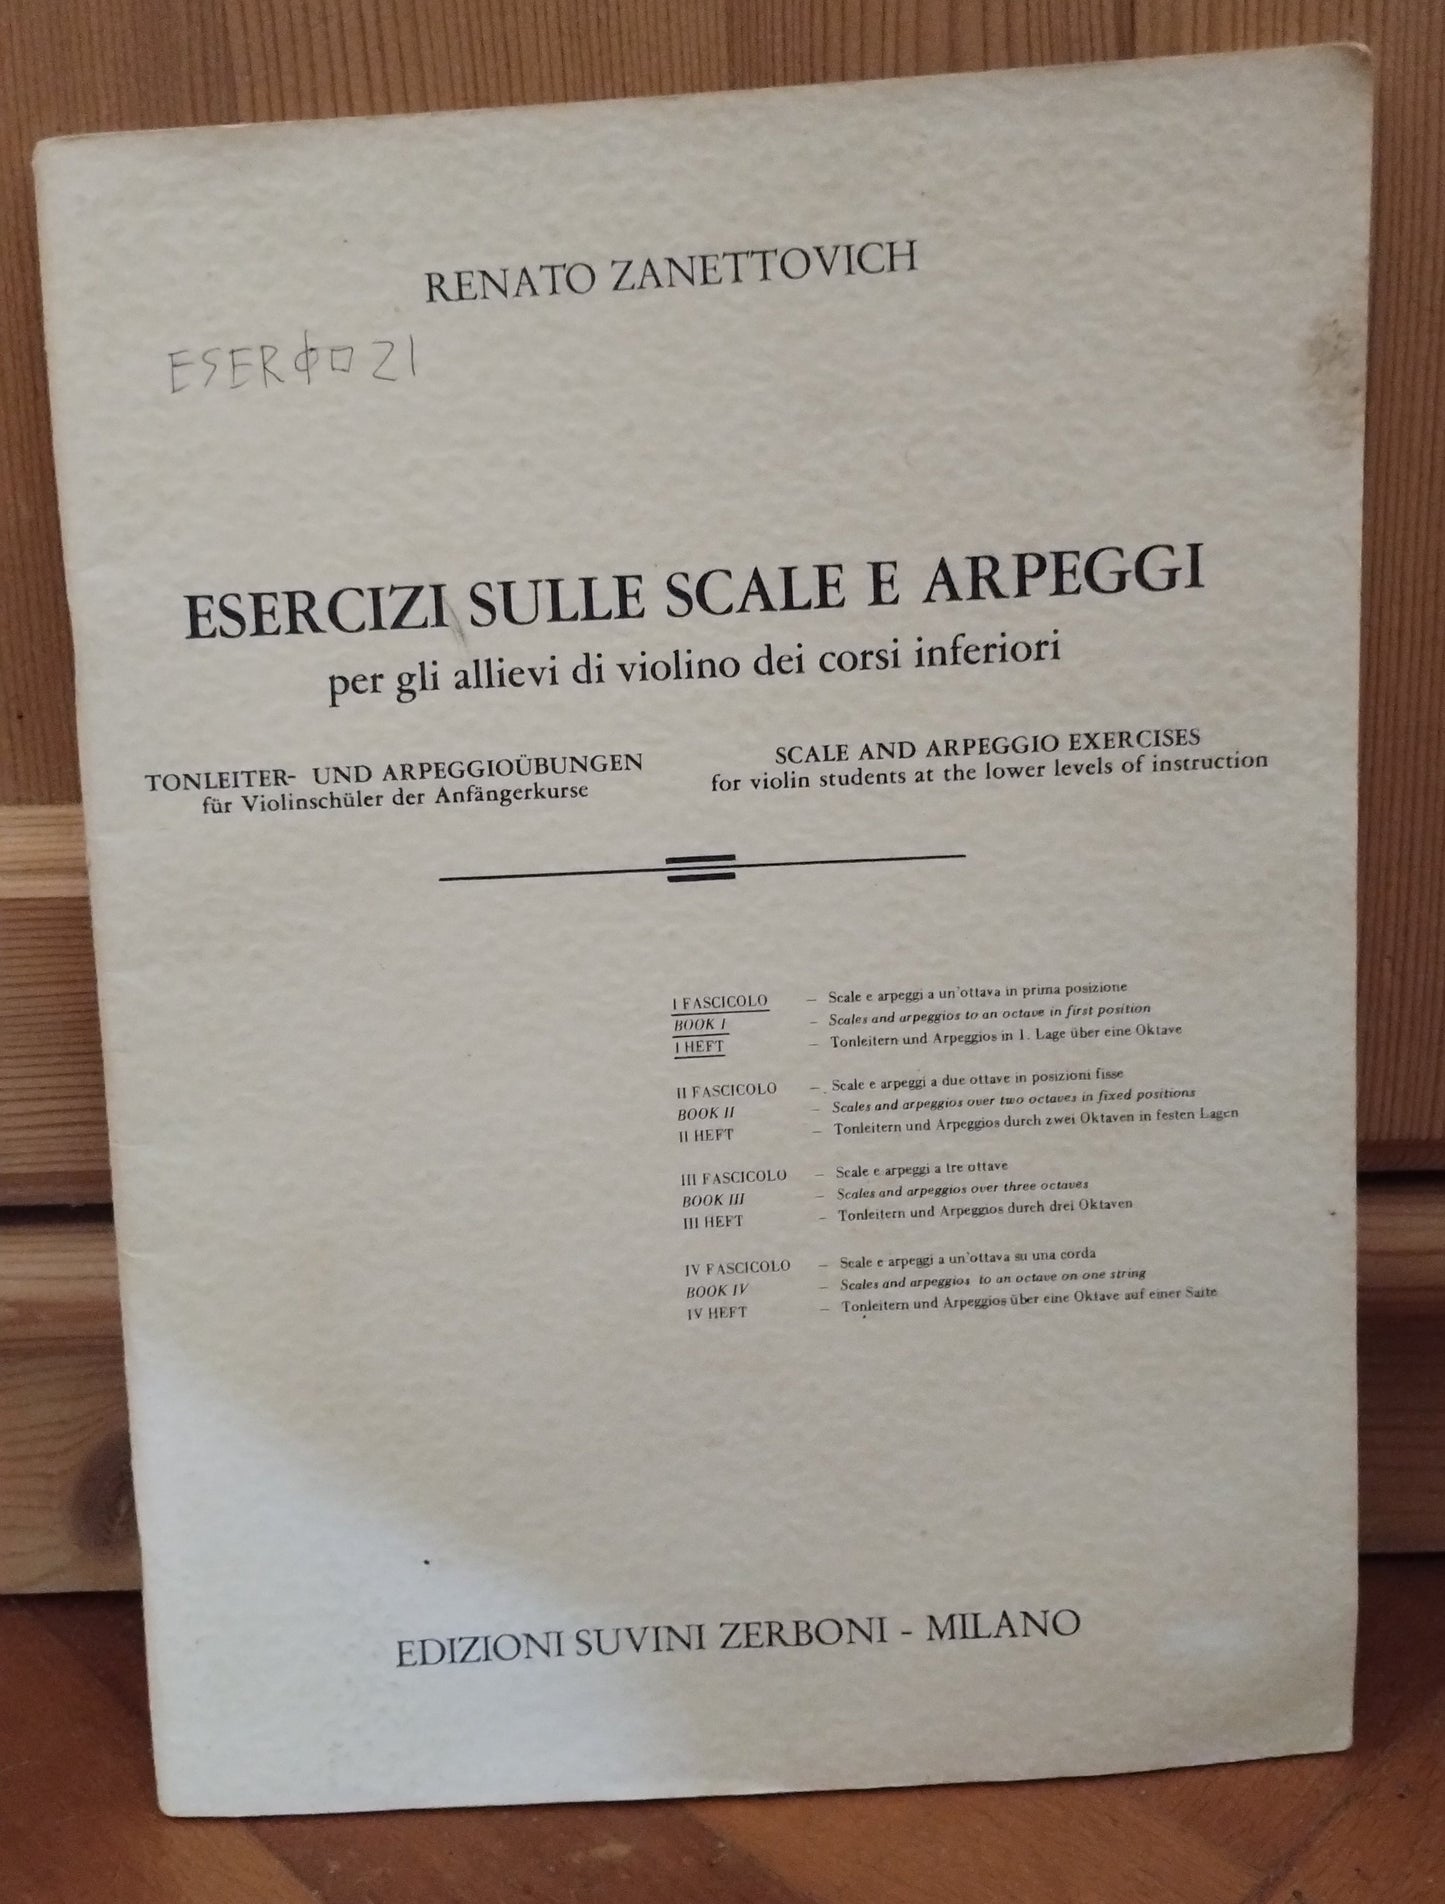 RENATO ZANETTOVICH
ESERCIZI SULLE SCALE E ARPEGGI
per gli allievi di violino dei corsi inferiori
TONLEITER- UND ARPEGGIOÜBUNGEN
für Violinschüler der Anfängerkurse
SCALE AND ARPEGGIO EXERCISES
for violin students at the lower levels of instruction
I FASCICOLO – Scale e arpeggi a un'ottava in prima posizione
BOOK I – Scales and arpeggios to an octave in first position
I HEFT – Tonleitern und Arpeggios in 1. Lage über eine Oktave
II FASCICOLO – Scale e arpeggi a due ottave in posizioni fisse
BOOK II – Scales and arpeggios over two octaves in fixed positions
II HEFT – Tonleitern und Arpeggios durch zwei Oktaven in festen Lagen
III FASCICOLO – Scale e arpeggi a tre ottave
BOOK III – Scales and arpeggios over three octaves
III HEFT – Tonleitern und Arpeggios durch drei Oktaven
IV FASCICOLO – Scale e arpeggi a un'ottava su una corda
BOOK IV – Scales and arpeggios to an octave on one string
IV HEFT – Tonleitern und Arpeggios über eine Oktave auf einer Saite
EDIZIONI SUVINI ZERBONI - MILANO